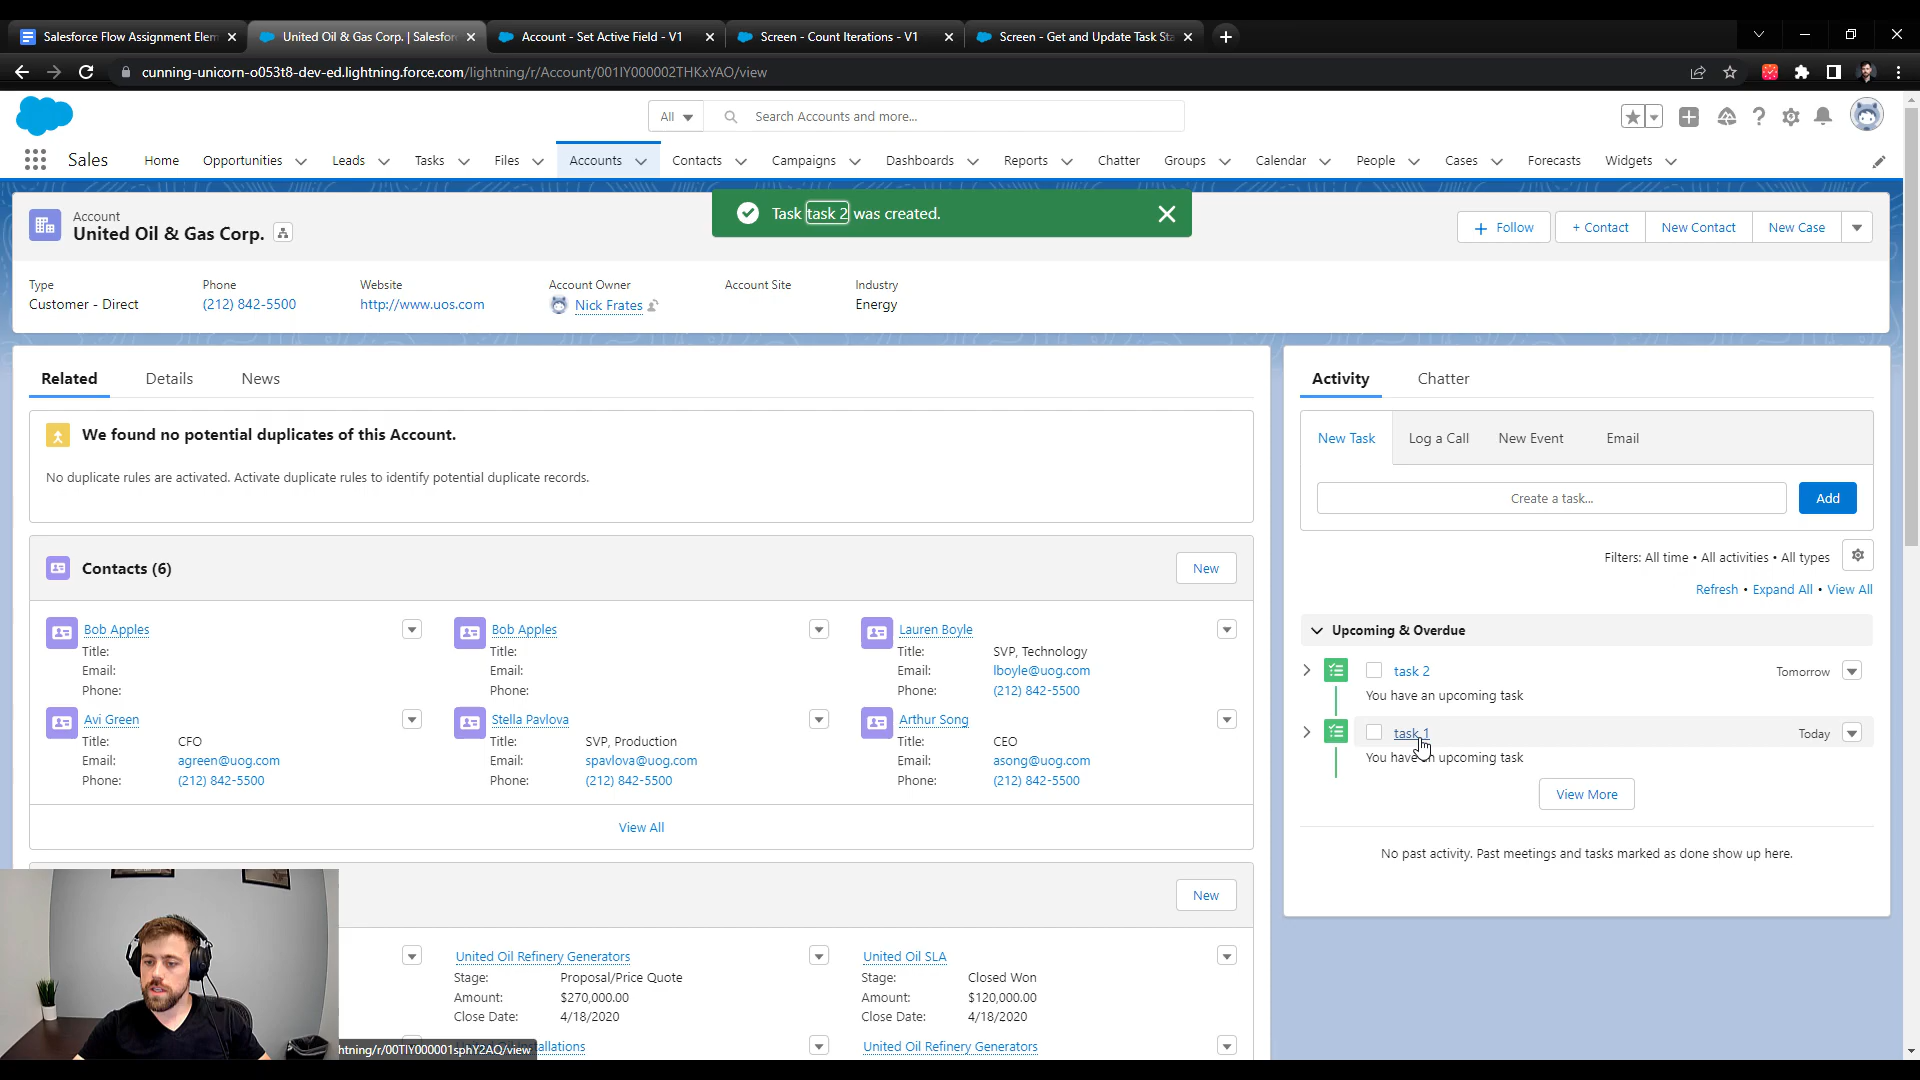 Salesforce Flow Assignment Elem
United Oil & Gas Corp. | Salesfor
Account - Set Active Field - V1
Screen - Count Iterations - V1
Screen - Get and Update Task Sta
cunning-unicorn-o053t8-dev-ed.lightning.force.com/lightning/r/Account/001IY000002THKxYAO/view
All
Search Accounts and more...
Sales
Home
Opportunities
Leads
Tasks
Files
Accounts
Contacts
Campaigns
Dashboards
Reports
Chatter
Groups
Calendar
People
Cases
Forecasts
Widgets
Task task 2 was created.
Account
United Oil & Gas Corp.
Follow
+ Contact
New Contact
New Case
Type
Customer - Direct
Phone
(212) 842-5500
Website
http://www.uos.com
Account Owner
Nick Frates
Account Site
Industry
Energy
Related
Details
News
We found no potential duplicates of this Account.
No duplicate rules are activated. Activate duplicate rules to identify potential duplicate records.
Contacts (6)
New
Bob Apples
Title:
Email:
Phone:
Bob Apples
Title:
Email:
Phone:
Lauren Boyle
Title: SVP, Technology
Email: lboyle@uog.com
Phone: (212) 842-5500
Avi Green
Title: CFO
Email: agreen@uog.com
Phone: (212) 842-5500
Stella Pavlova
Title: SVP, Production
Email: spavlova@uog.com
Phone: (212) 842-5500
Arthur Song
Title: CEO
Email: asong@uog.com
Phone: (212) 842-5500
View All
New
United Oil Refinery Generators
Stage: Proposal/Price Quote
Amount: $270,000.00
Close Date: 4/18/2020
United Oil SLA
Stage: Closed Won
Amount: $120,000.00
Close Date: 4/18/2020
United Oil Refinery Generators
Activity
Chatter
New Task
Log a Call
New Event
Email
Create a task...
Add
Filters: All time • All activities • All types
Refresh • Expand All • View All
Upcoming & Overdue
task 2
Tomorrow
You have an upcoming task
task 1
Today
You have an upcoming task
View More
No past activity. Past meetings and tasks marked as done show up here.
htning/r/00TIY000001sphY2AQ/view